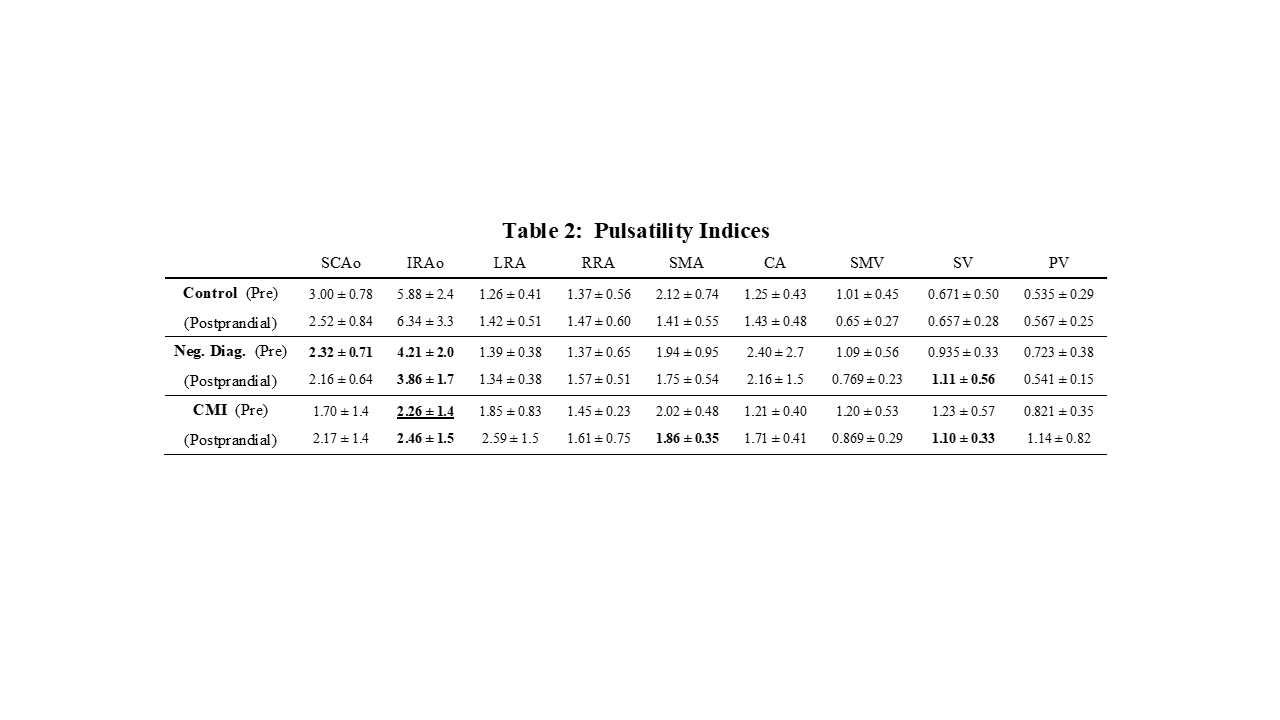 Table 2: Pulsatility Indices
SCAo IRAo LRA RRA SMA CA SMV SV PV
Control (Pre) 3.00 ± 0.78 5.88 ± 2.4 1.26 ± 0.41 1.37 ± 0.56 2.12 ± 0.74 1.25 ± 0.43 1.01 ± 0.45 0.671 ± 0.50 0.535 ± 0.29
(Postprandial) 2.52 ± 0.84 6.34 ± 3.3 1.42 ± 0.51 1.47 ± 0.60 1.41 ± 0.55 1.43 ± 0.48 0.65 ± 0.27 0.657 ± 0.28 0.567 ± 0.25
Neg. Diag. (Pre) 2.32 ± 0.71 4.21 ± 2.0 1.39 ± 0.38 1.37 ± 0.65 1.94 ± 0.95 2.40 ± 2.7 1.09 ± 0.56 0.935 ± 0.33 0.723 ± 0.38
(Postprandial) 2.16 ± 0.64 3.86 ± 1.7 1.34 ± 0.38 1.57 ± 0.51 1.75 ± 0.54 2.16 ± 1.5 0.769 ± 0.23 1.11 ± 0.56 0.541 ± 0.15
CMI (Pre) 1.70 ± 1.4 2.26 ± 1.4 1.85 ± 0.83 1.45 ± 0.23 2.02 ± 0.48 1.21 ± 0.40 1.20 ± 0.53 1.23 ± 0.57 0.821 ± 0.35
(Postprandial) 2.17 ± 1.4 2.46 ± 1.5 2.59 ± 1.5 1.61 ± 0.75 1.86 ± 0.35 1.71 ± 0.41 0.869 ± 0.29 1.10 ± 0.33 1.14 ± 0.82